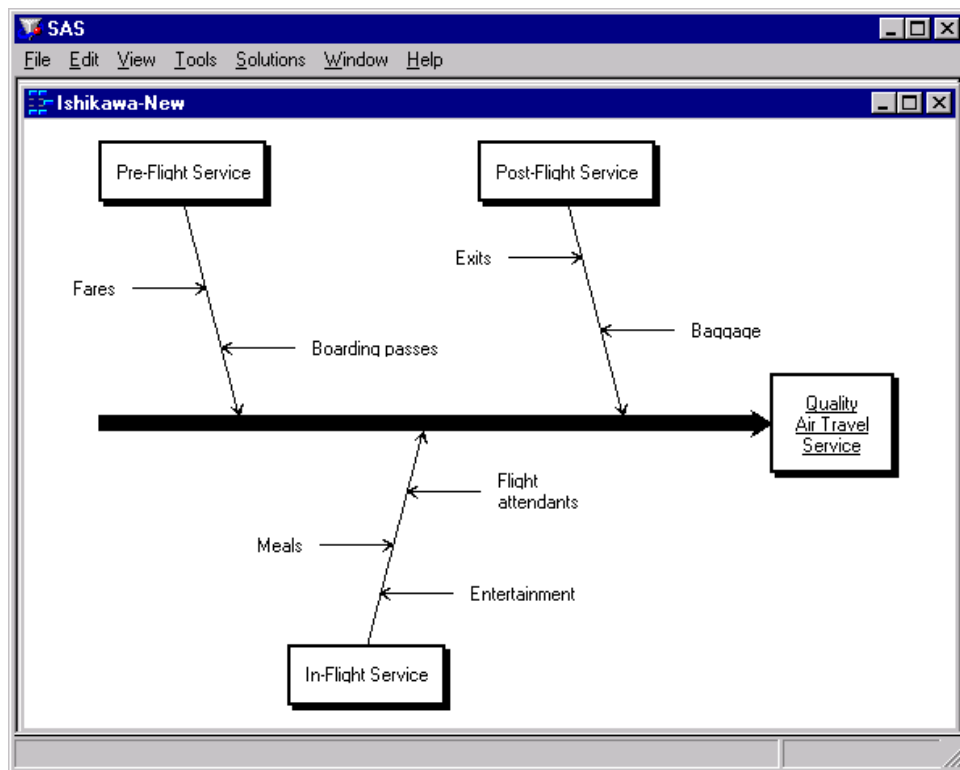 SAS
File Edit View Tools Solutions Window Help
Ishikawa-New
Pre-Flight Service
Post-Flight Service
Exits
Fares
Baggage
Boarding passes
Quality
Air Travel
Service
Flight
attendants
Meals
Entertainment
In-Flight Service